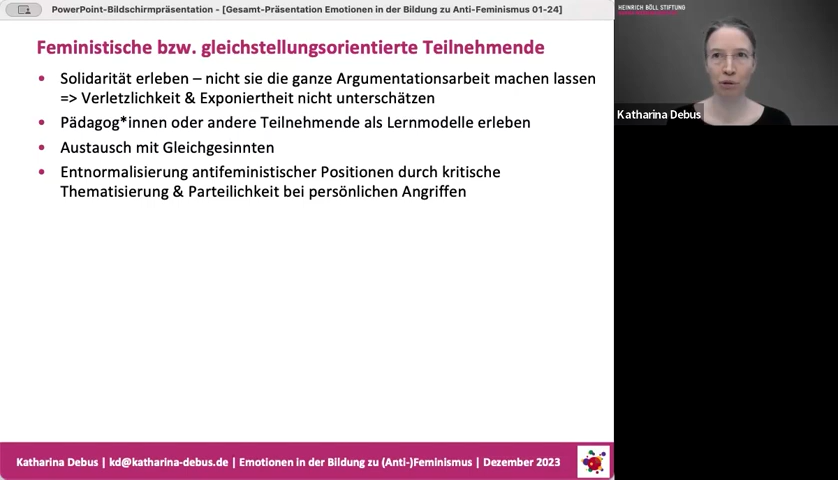 PowerPoint-Bildschirmpräsentation - [Gesamt-Präsentation Emotionen in der Bildung zu Anti-Feminismus 01-24]
Feministische bzw. gleichstellungsorientierte Teilnehmende
• Solidarität erleben – nicht sie die ganze Argumentationsarbeit machen lassen
=> Verletzlichkeit & Exponiertheit nicht unterschätzen
• Pädagog*innen oder andere Teilnehmende als Lernmodelle erleben
• Austausch mit Gleichgesinnten
• Entnormalisierung antifeministischer Positionen durch kritische
Thematisierung & Parteilichkeit bei persönlichen Angriffen
Katharina Debus | kd@katharina-debus.de | Emotionen in der Bildung zu (Anti-)Feminismus | Dezember 2023
HEINRICH BÖLL STIFTUNG
Katharina Debus